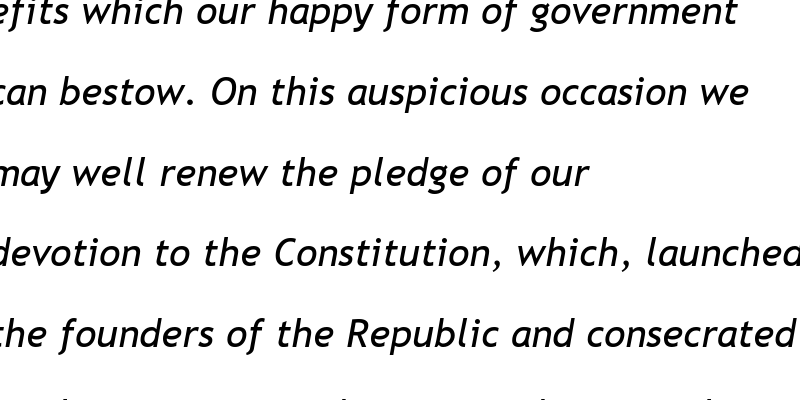 efits which our happy form of government
can bestow. On this auspicious occasion we
may well renew the pledge of our
devotion to the Constitution, which, launched
the founders of the Republic and consecrated